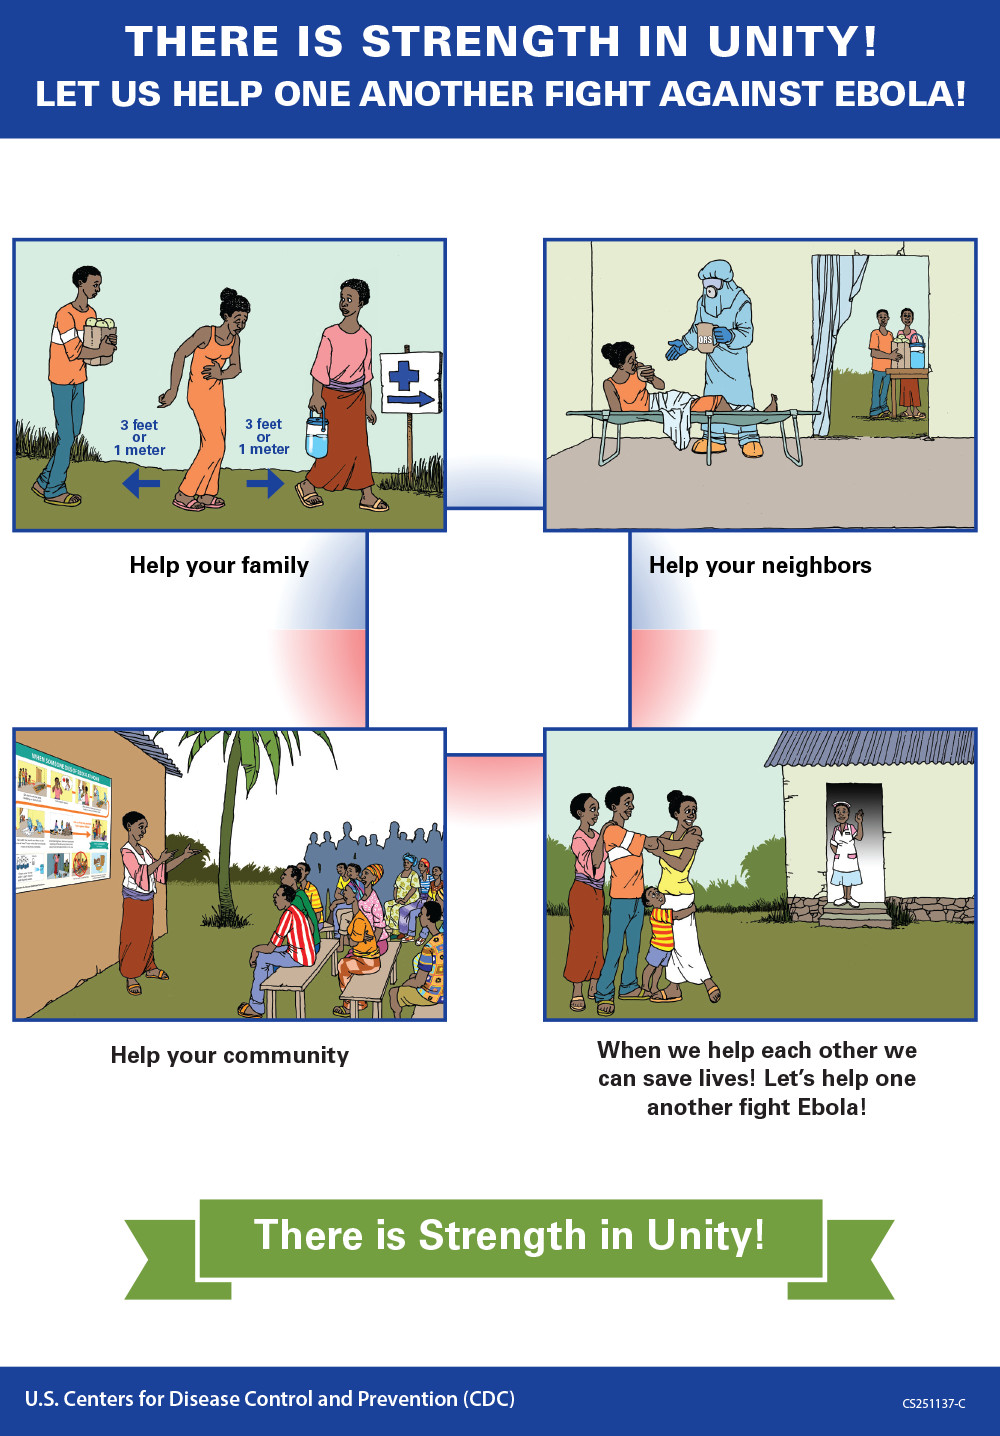 THERE IS STRENGTH IN UNITY!
LET US HELP ONE ANOTHER FIGHT AGAINST EBOLA!
3 feet
or
1 meter
3 feet
or
1 meter
ORS
Help your family
Help your neighbors
Help your community
When we help each other we
can save lives! Let's help one
another fight Ebola!
There is Strength in Unity!
U.S. Centers for Disease Control and Prevention (CDC)
CS251137-C